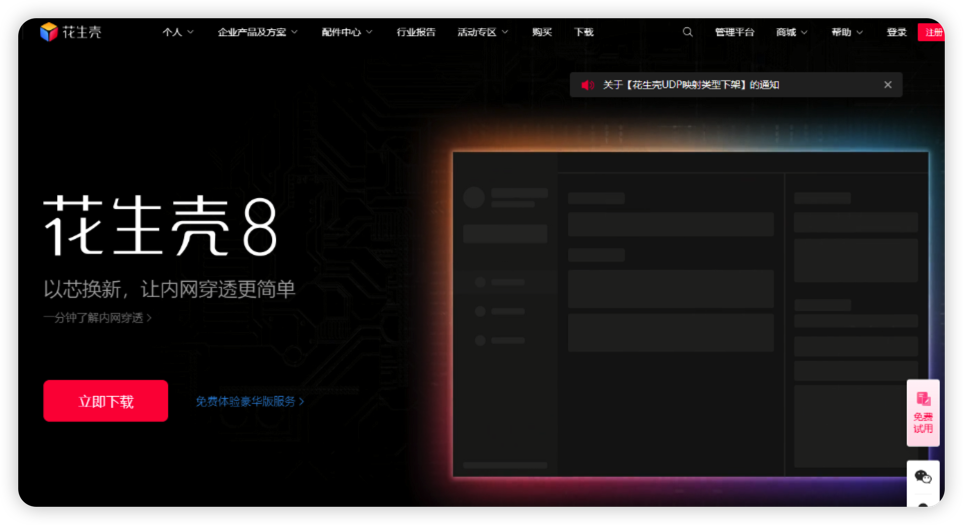 花生壳 个人 企业产品及方案 配件中心 行业报告 活动专区 购买 下载 管理平台 商城 帮助 登录 注册
关于【花生壳UDP映射类型下架】的通知
花生壳8
以芯换新，让内网穿透更简单
一分钟了解内网穿透
立即下载 免费体验豪华版服务
免费
试用